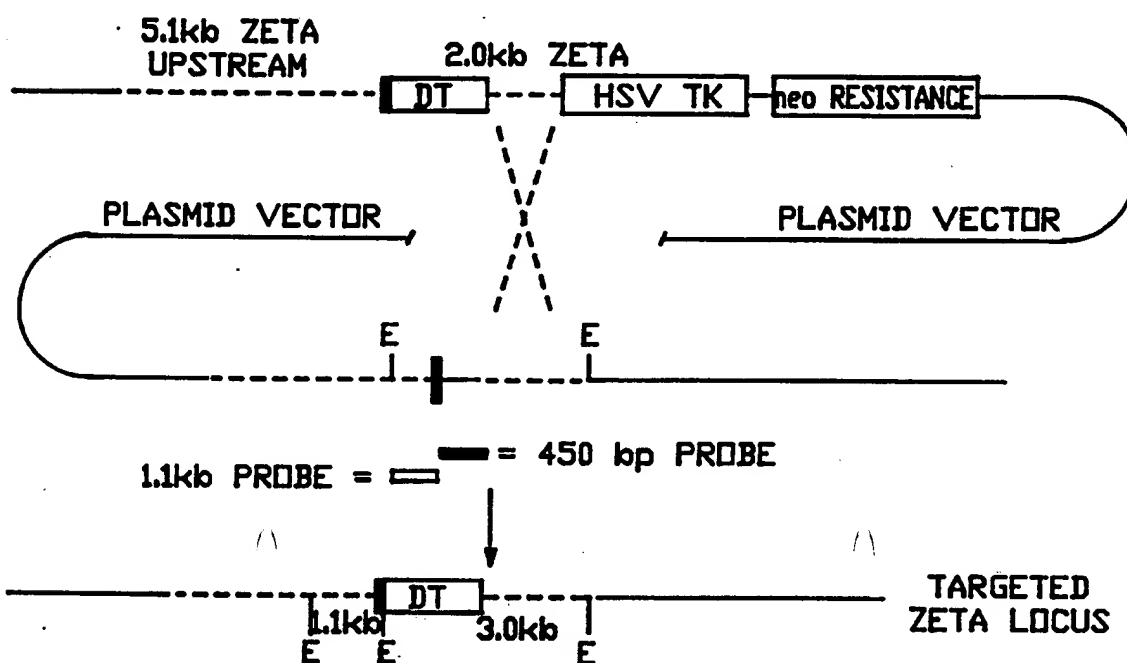 5.1kb ZETA
UPSTREAM
2.0kb ZETA
DT
HSV TK
neo RESISTANCE
PLASMID VECTOR
PLASMID VECTOR
E
E
= 450 bp PROBE
1.1kb PROBE =
DT
TARGETED
ZETA LOCUS
1.1kb
3.0kb
E
E
E